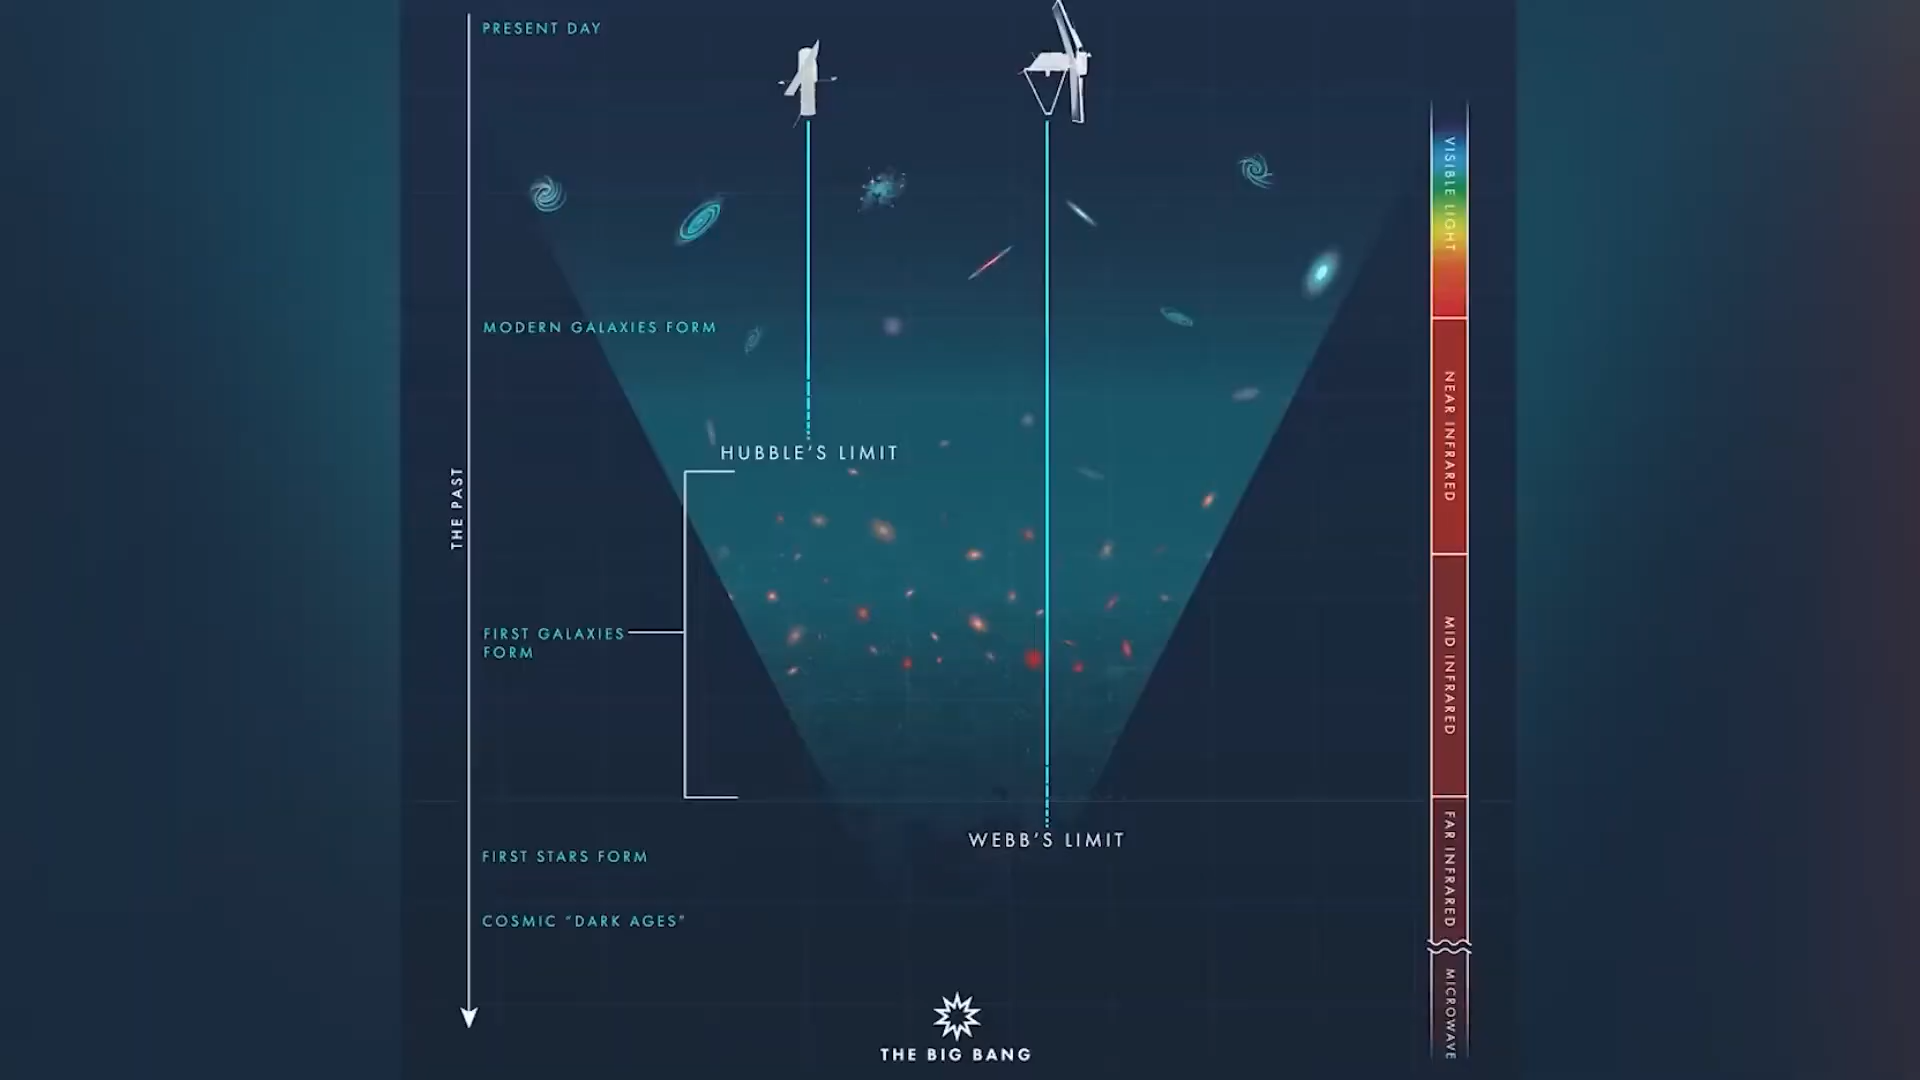 PRESENT DAY
MODERN GALAXIES FORM
HUBBLE'S LIMIT
THE PAST
FIRST GALAXIES
FORM
WEBB'S LIMIT
FIRST STARS FORM
COSMIC "DARK AGES"
THE BIG BANG
VISIBLE LIGHT
NEAR INFRARED
MID INFRARED
FAR INFRARED
MICROWAVE